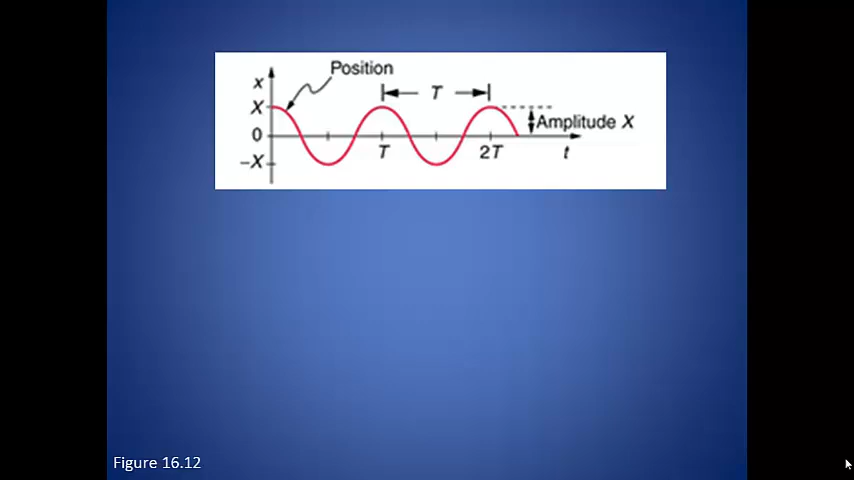 Position
x
T
X
Amplitude X
0
T
2T
t
–X
Figure 16.12